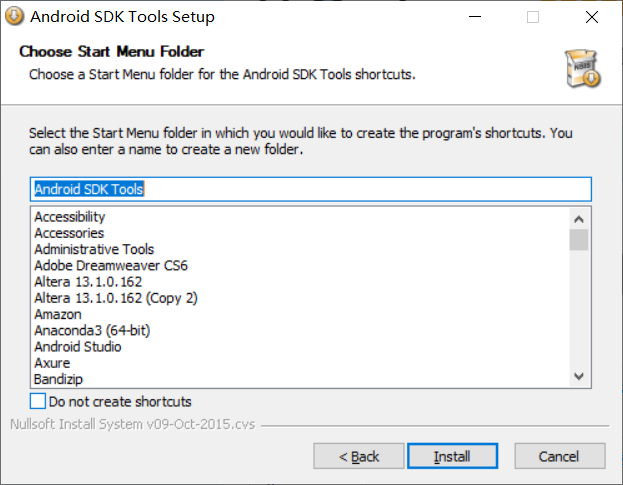 Android SDK Tools Setup
Choose Start Menu Folder
Choose a Start Menu folder for the Android SDK Tools shortcuts.
NSIS
Select the Start Menu folder in which you would like to create the program's shortcuts. You
can also enter a name to create a new folder.
Android SDK Tools
Accessibility
Accessories
Administrative Tools
Adobe Dreamweaver CS6
Altera 13.1.0.162
Altera 13.1.0.162 (Copy 2)
Amazon
Anaconda3 (64-bit)
Android Studio
Axure
Bandizip
Do not create shortcuts
Nullsoft Install System v09-Oct-2015.cvs
< Back
Install
Cancel